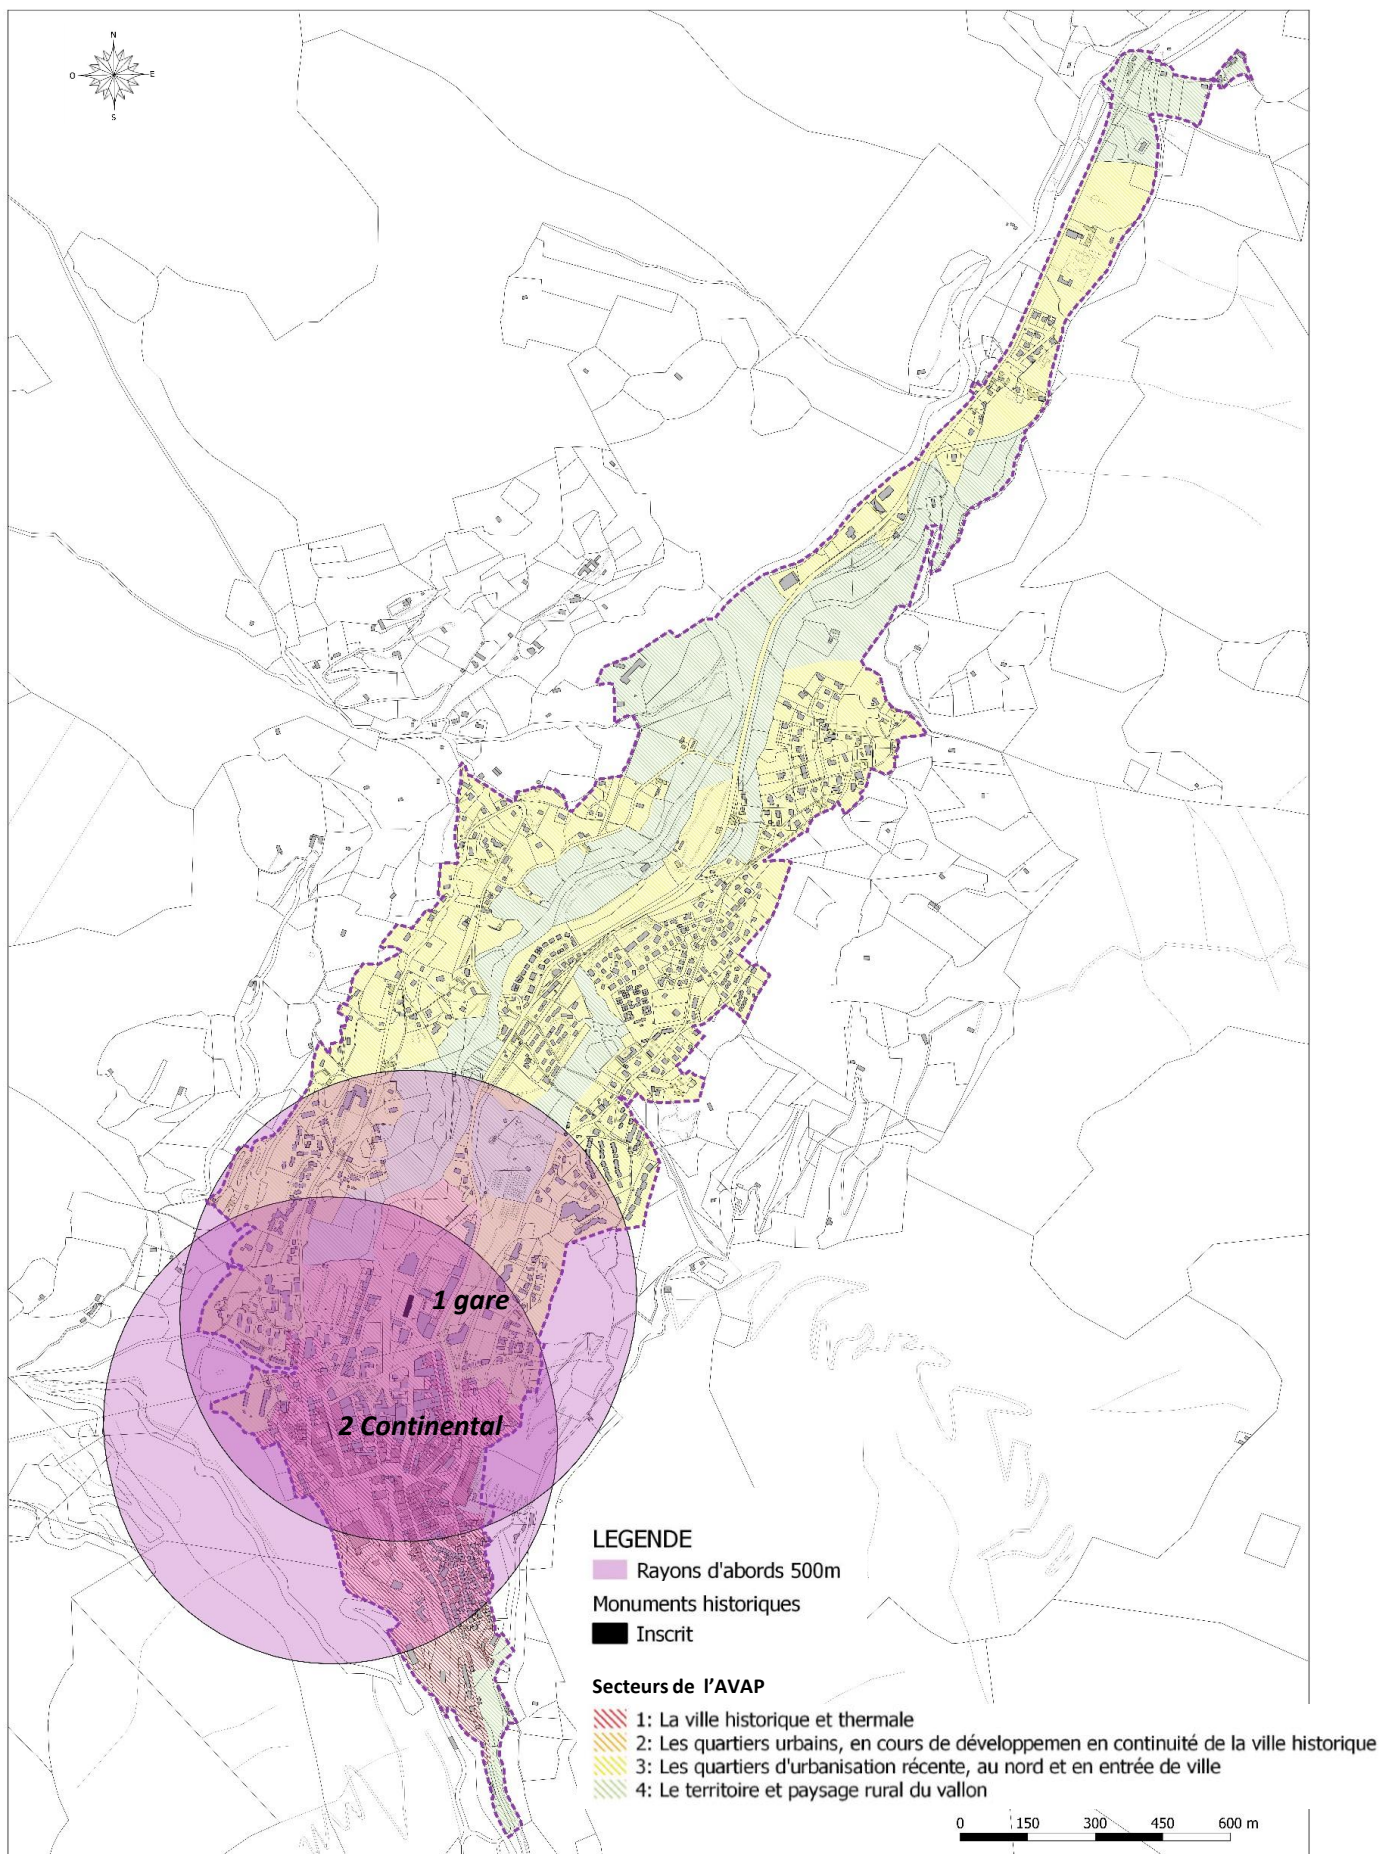 N
O E
S
1 gare
2 Continental
LEGENDE
Rayons d'abords 500m
Monuments historiques
Inscrit
Secteurs de l'AVAP
1: La ville historique et thermale
2: Les quartiers urbains, en cours de développemen en continuité de la ville historique
3: Les quartiers d'urbanisation récente, au nord et en entrée de ville
4: Le territoire et paysage rural du vallon
0 150 300 450 600 m